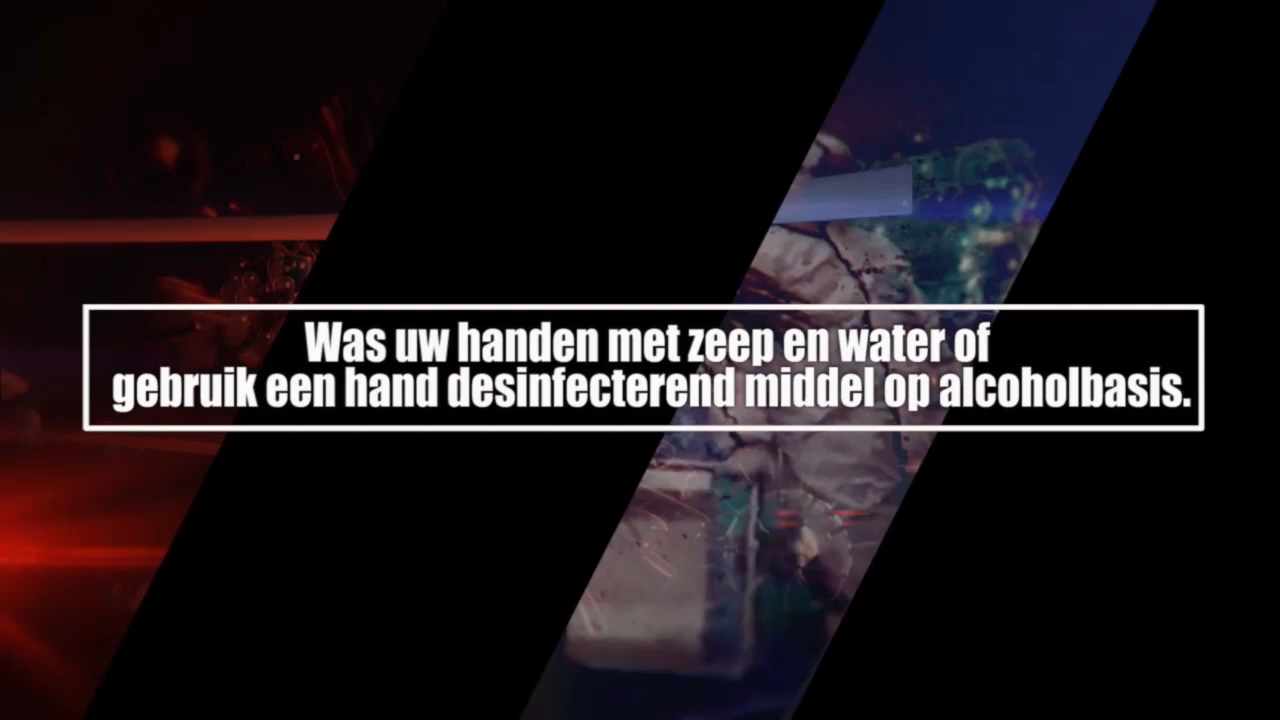 Was uw handen met zeep en water of
gebruik een hand desinfecterend middel op alcoholbasis.